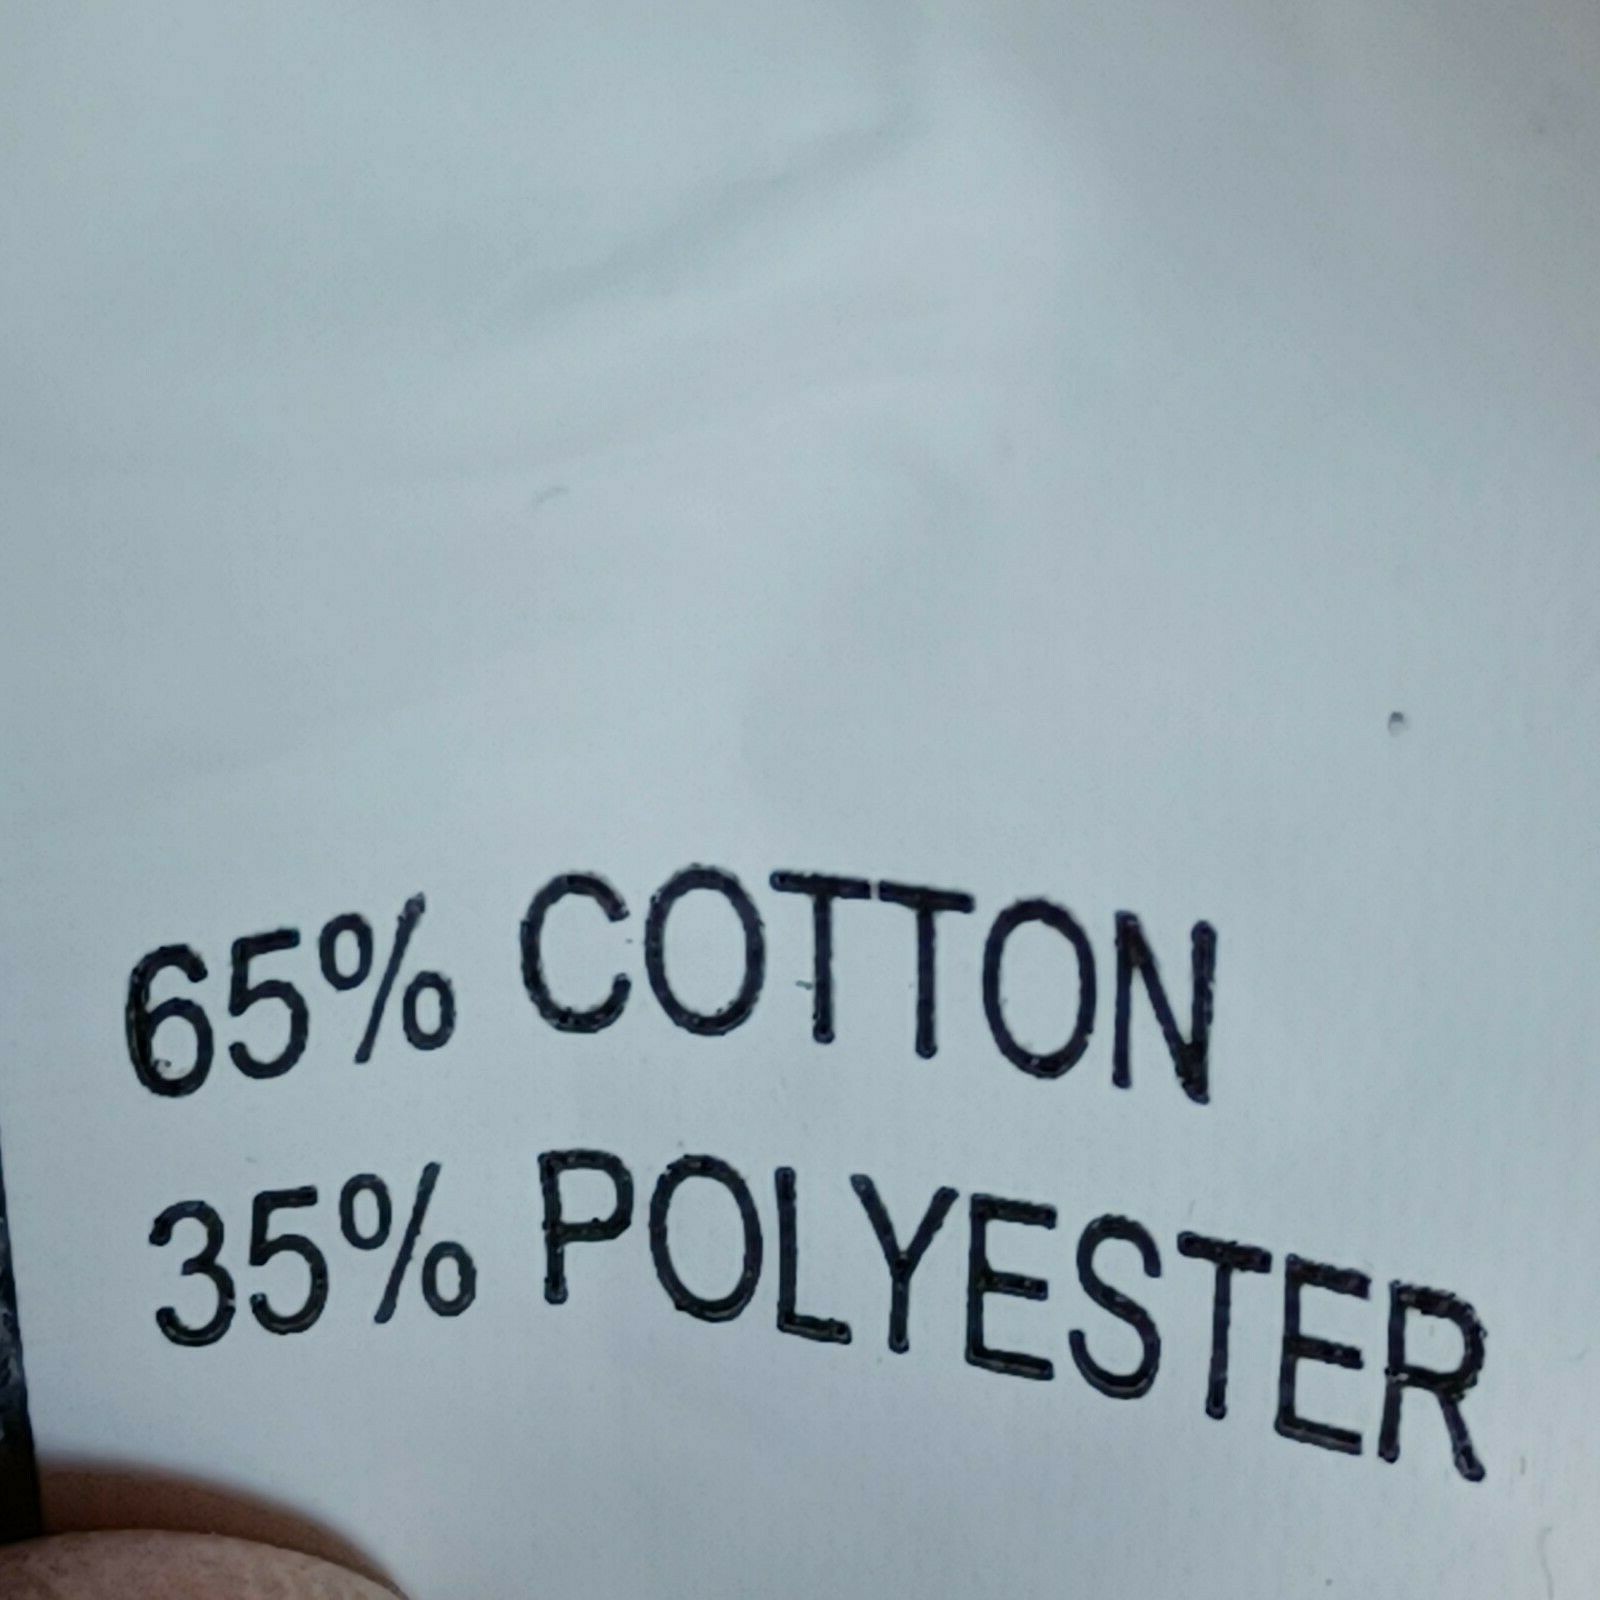 65% COTTON
35% POLYESTER